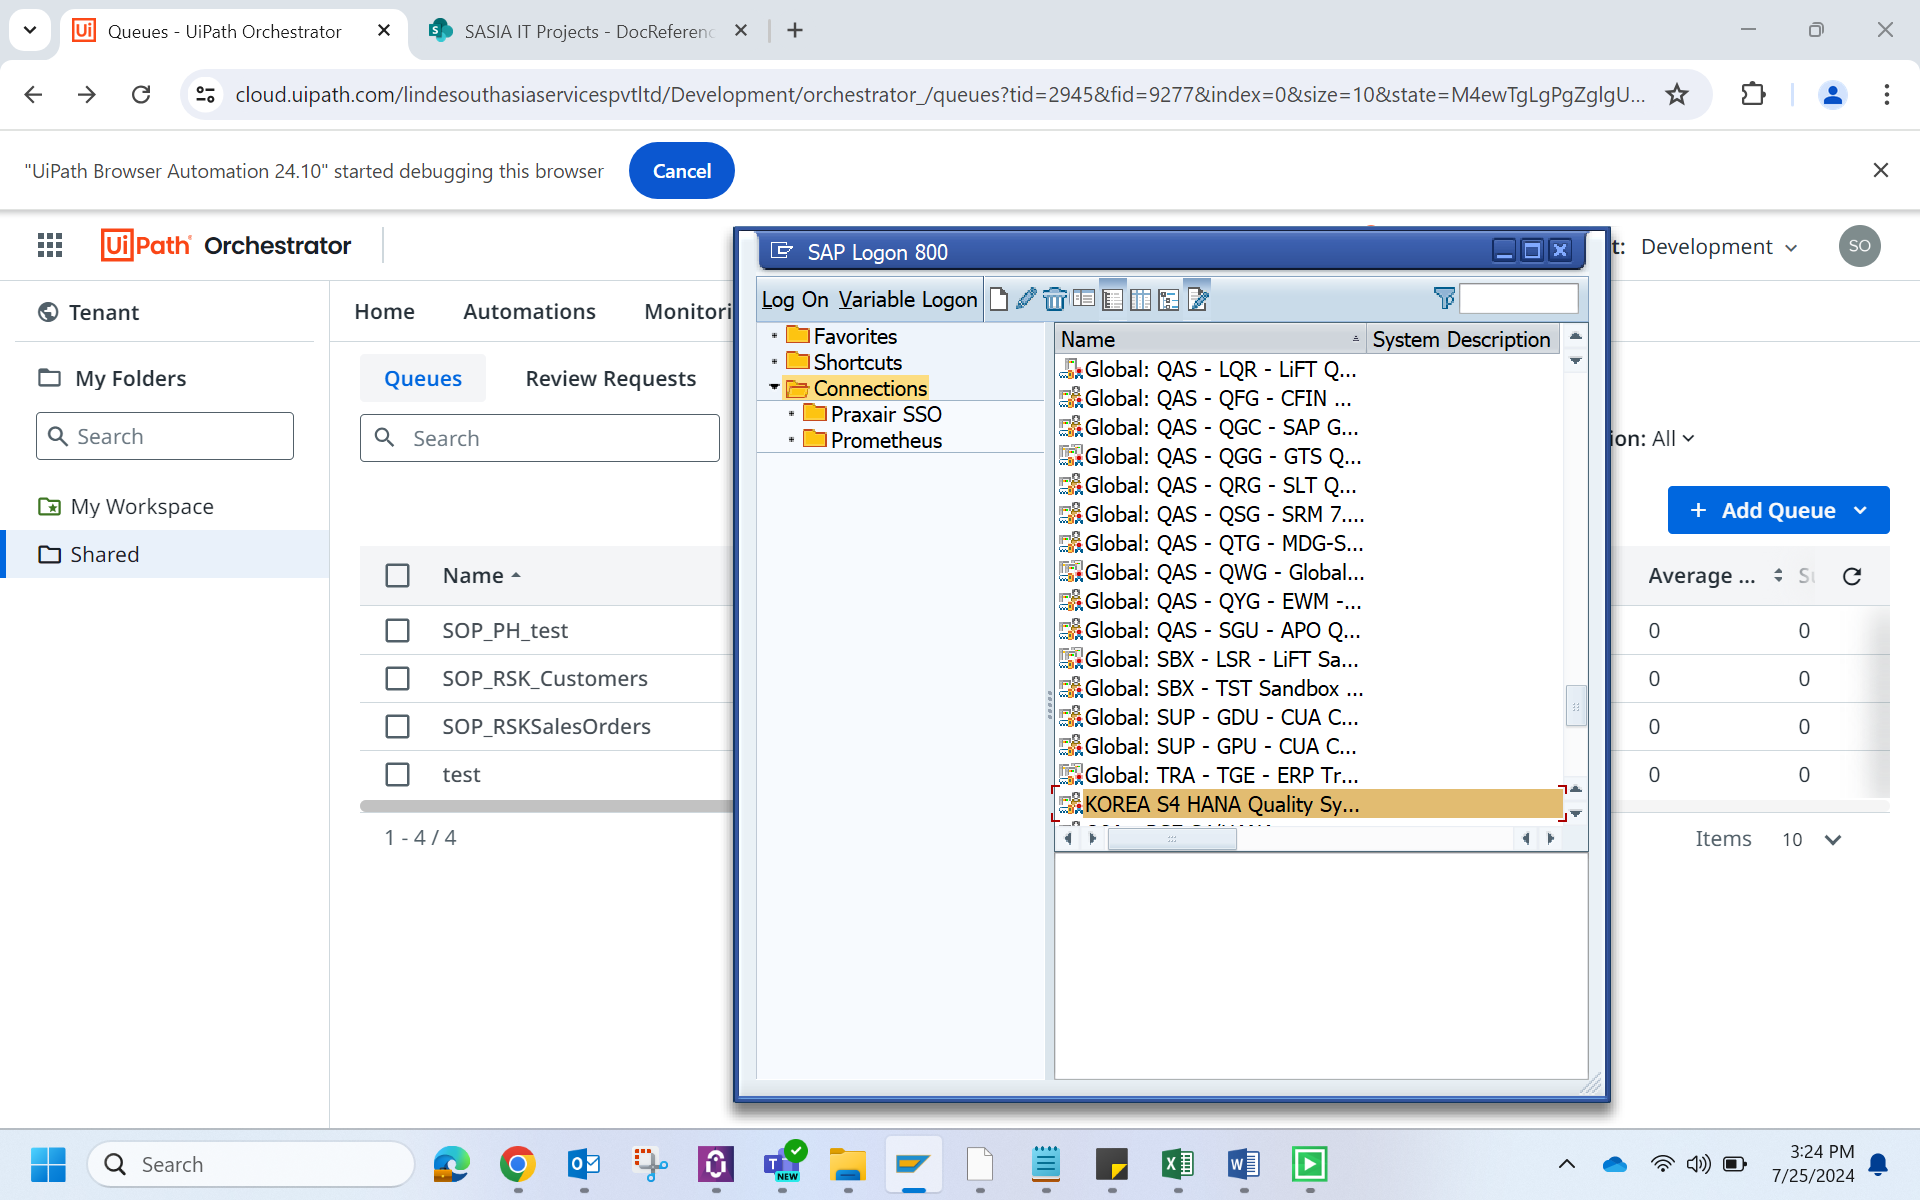 Queues - UiPath Orchestrator
SASIA IT Projects - DocReferenc
cloud.uipath.com/lindesouthasiaservicespvtltd/Development/orchestrator_/queues?tid=2945&fid=9277&index=0&size=10&state=M4ewTgLgPgZglgU...
"UiPath Browser Automation 24.10" started debugging this browser
Cancel
UiPath Orchestrator
t: Development
SO
Tenant
Home
Automations
Monitori
My Folders
Queues
Review Requests
Search
Search
ion: All
My Workspace
Shared
Add Queue
Name
Average ...
SOP_PH_test
0
0
SOP_RSK_Customers
0
0
SOP_RSKSalesOrders
0
0
test
0
0
1 - 4 / 4
Items
10
SAP Logon 800
Log On
Variable Logon
Favorites
Shortcuts
Connections
Praxair SSO
Prometheus
Name
System Description
Global: QAS - LQR - LiFT Q...
Global: QAS - QFG - CFIN ...
Global: QAS - QGC - SAP G...
Global: QAS - QGG - GTS Q...
Global: QAS - QRG - SLT Q...
Global: QAS - QSG - SRM 7....
Global: QAS - QTG - MDG-S...
Global: QAS - QWG - Global...
Global: QAS - QYG - EWM -...
Global: QAS - SGU - APO Q...
Global: SBX - LSR - LiFT Sa...
Global: SBX - TST Sandbox ...
Global: SUP - GDU - CUA C...
Global: SUP - GPU - CUA C...
Global: TRA - TGE - ERP Tr...
KOREA S4 HANA Quality Sy...
Search
NEW
3:24 PM
7/25/2024